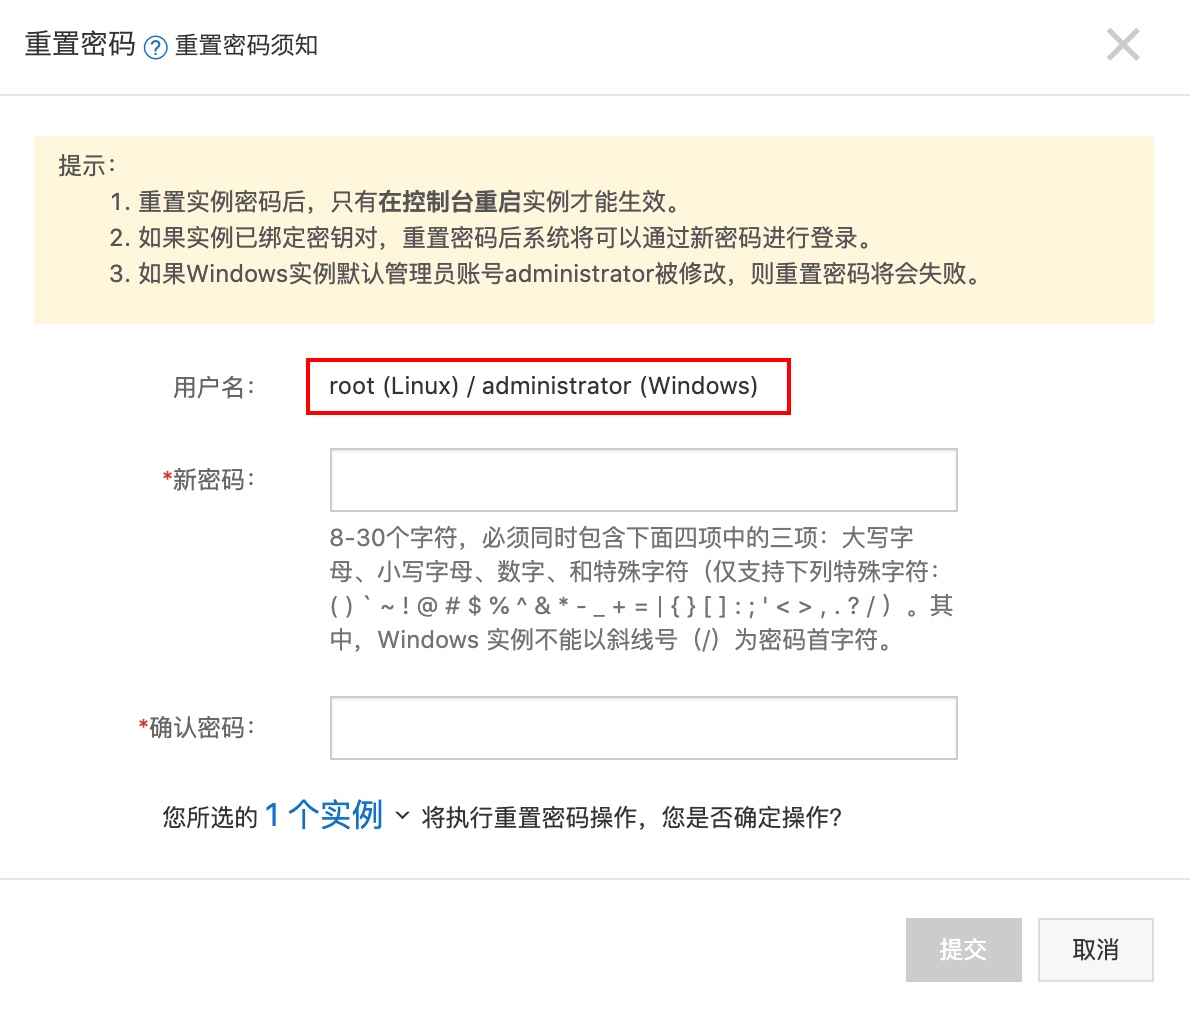 重置密码 ? 重置密码须知
提示：
1. 重置实例密码后，只有在控制台重启实例才能生效。
2. 如果实例已绑定密钥对，重置密码后系统将可以通过新密码进行登录。
3. 如果Windows实例默认管理员账号administrator被修改，则重置密码将会失败。
用户名： root (Linux) / administrator (Windows)
*新密码：
8-30个字符，必须同时包含下面四项中的三项：大写字
母、小写字母、数字、和特殊字符（仅支持下列特殊字符：
( ) ` ~ ! @ # $ % ^ & * - _ + = | { } [ ] : ; ' < > , . ? / ）。其
中，Windows 实例不能以斜线号（/）为密码首字符。
*确认密码：
您所选的 1 个实例 将执行重置密码操作，您是否确定操作?
提交 取消